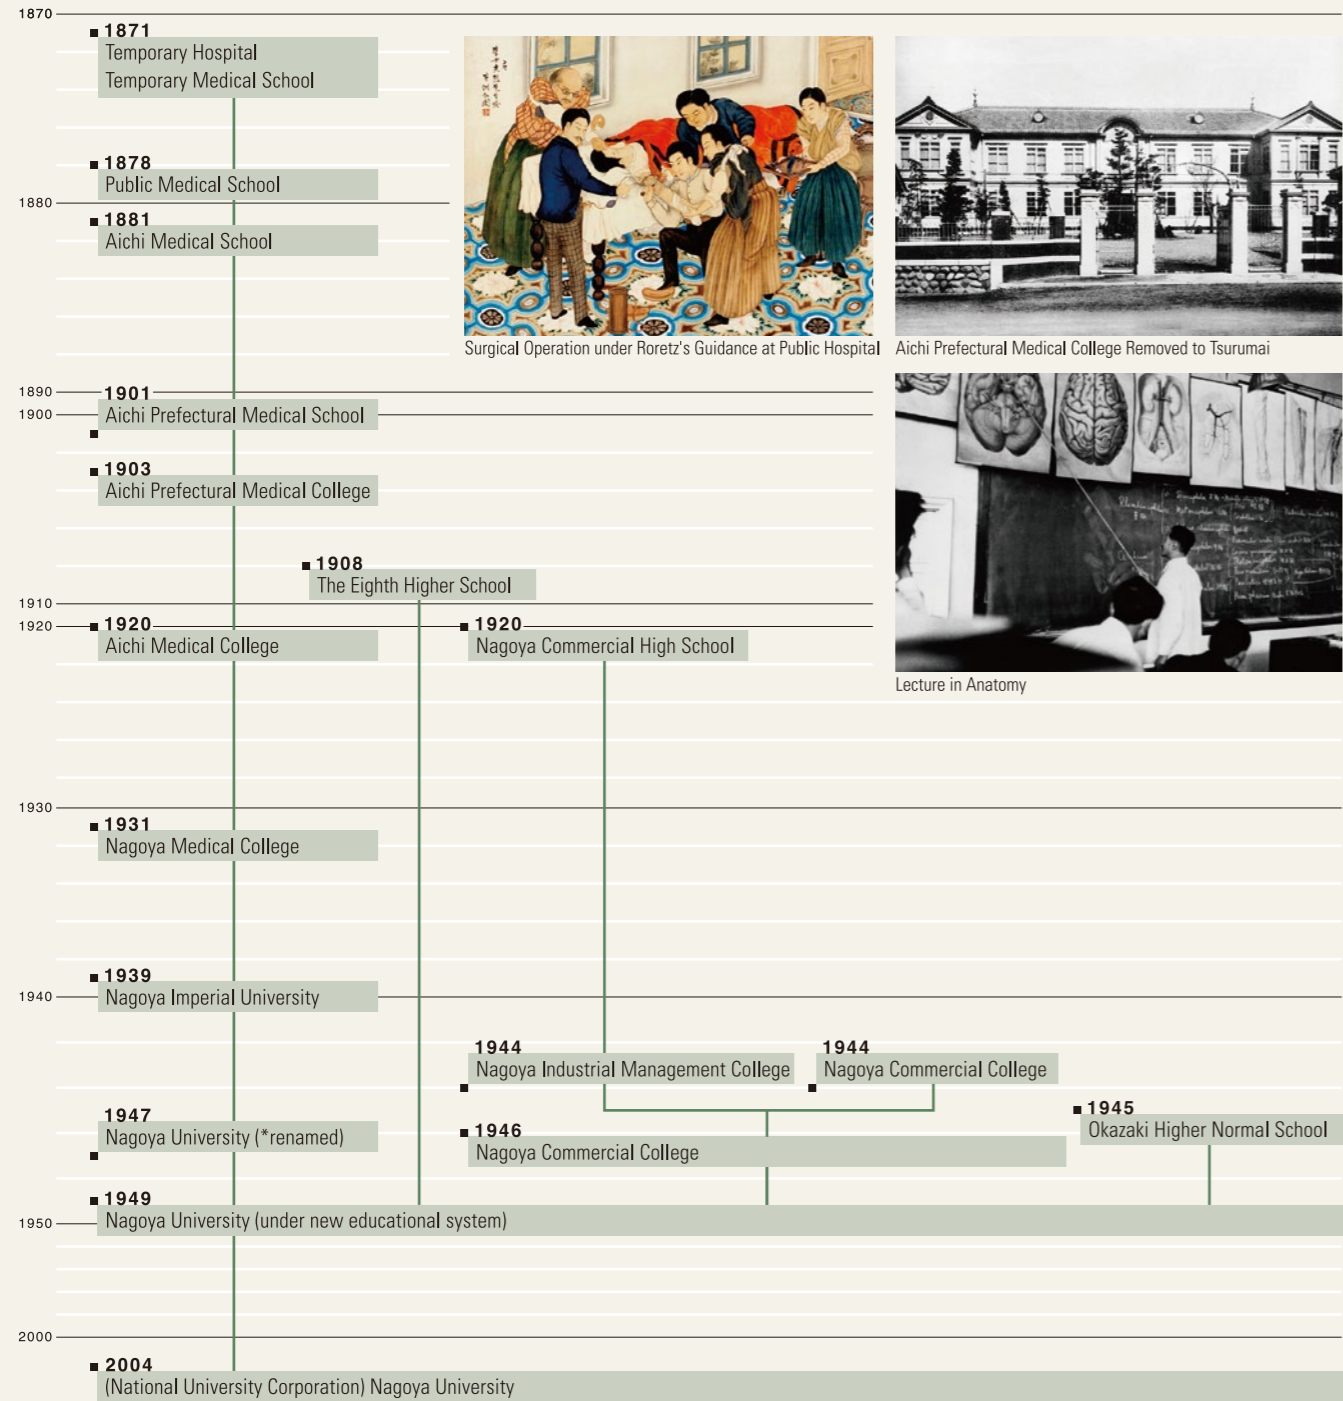 1870
1871
Temporary Hospital
Temporary Medical School
1878
Public Medical School
1880
1881
Aichi Medical School
Surgical Operation under Roretz's Guidance at Public Hospital
Aichi Prefectural Medical College Removed to Tsurumai
1890
1901
1900
Aichi Prefectural Medical School
1903
Aichi Prefectural Medical College
1908
The Eighth Higher School
1910
1920
1920
Aichi Medical College
1920
Nagoya Commercial High School
Lecture in Anatomy
1930
1931
Nagoya Medical College
1939
1940
Nagoya Imperial University
1944
Nagoya Industrial Management College
1944
Nagoya Commercial College
1945
Okazaki Higher Normal School
1947
Nagoya University (*renamed)
1946
Nagoya Commercial College
1949
1950
Nagoya University (under new educational system)
2000
2004
(National University Corporation) Nagoya University